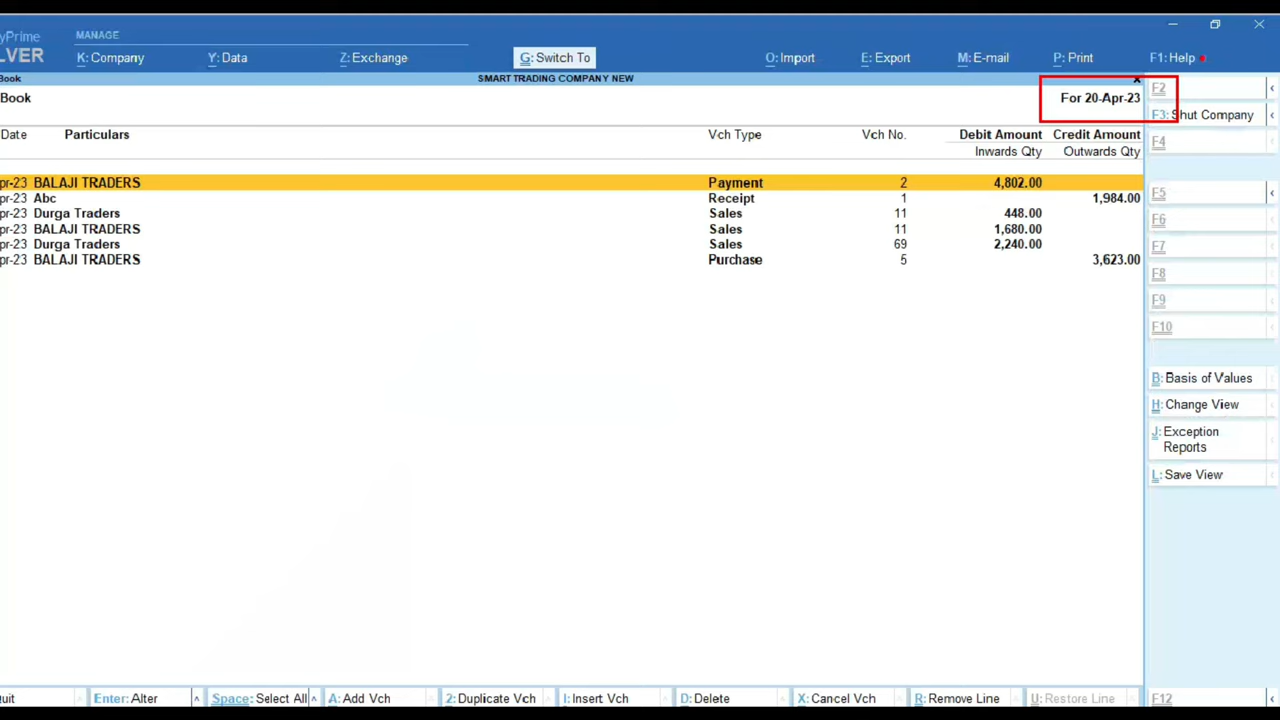 yPrime
LVER
MANAGE
K: Company
Y: Data
Z: Exchange
G: Switch To
O: Import
E: Export
M: E-mail
P: Print
F1: Help
Book
SMART TRADING COMPANY NEW
x
Book
For 20-Apr-23
Date Particulars Vch Type Vch No. Debit Amount Credit Amount
Inwards Qty Outwards Qty
pr-23 BALAJI TRADERS Payment 2 4,802.00
pr-23 Abc Receipt 1 1,984.00
pr-23 Durga Traders Sales 11 448.00
pr-23 BALAJI TRADERS Sales 11 1,680.00
pr-23 Durga Traders Sales 69 2,240.00
pr-23 BALAJI TRADERS Purchase 5 3,623.00
F2
F3: Shut Company
F4
F5
F6
F7
F8
F9
F10
B: Basis of Values
H: Change View
J: Exception
Reports
L: Save View
uit
Enter: Alter
Space: Select All
A: Add Vch
2: Duplicate Vch
I: Insert Vch
D: Delete
X: Cancel Vch
R: Remove Line
U: Restore Line
F12